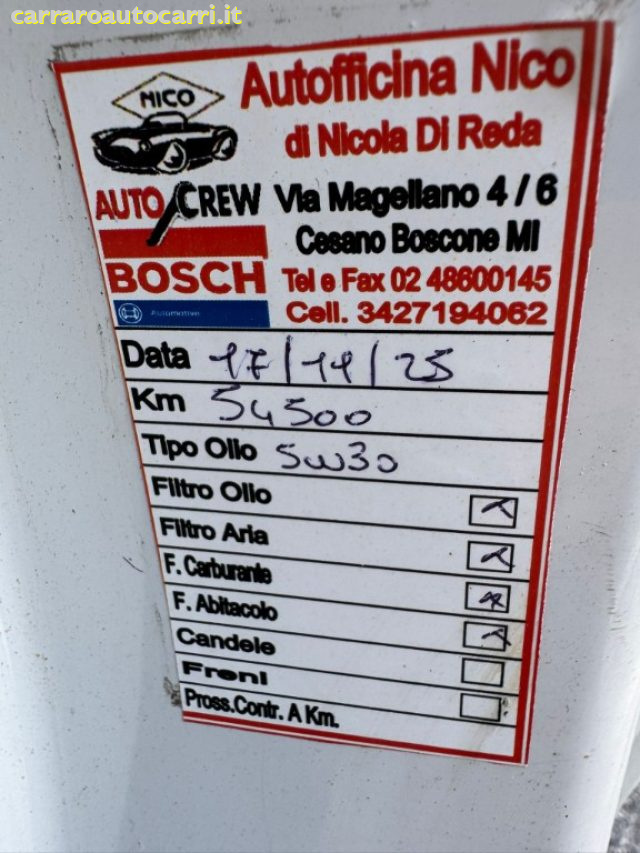 carraroautocarri.it
NICO
Autofficina Nico
di Nicola Di Reda
AUTO CREW
Via Magellano 4 / 6
Cesano Boscone MI
BOSCH
Tel e Fax 02 48600145
Automotive
Cell. 3427194062
Data 17/11/25
Km 54500
Tipo Olio 5W30
Filtro Olio
Filtro Aria
F. Carburante
F. Abitacolo
Candele
Freni
Pross.Contr. A Km.